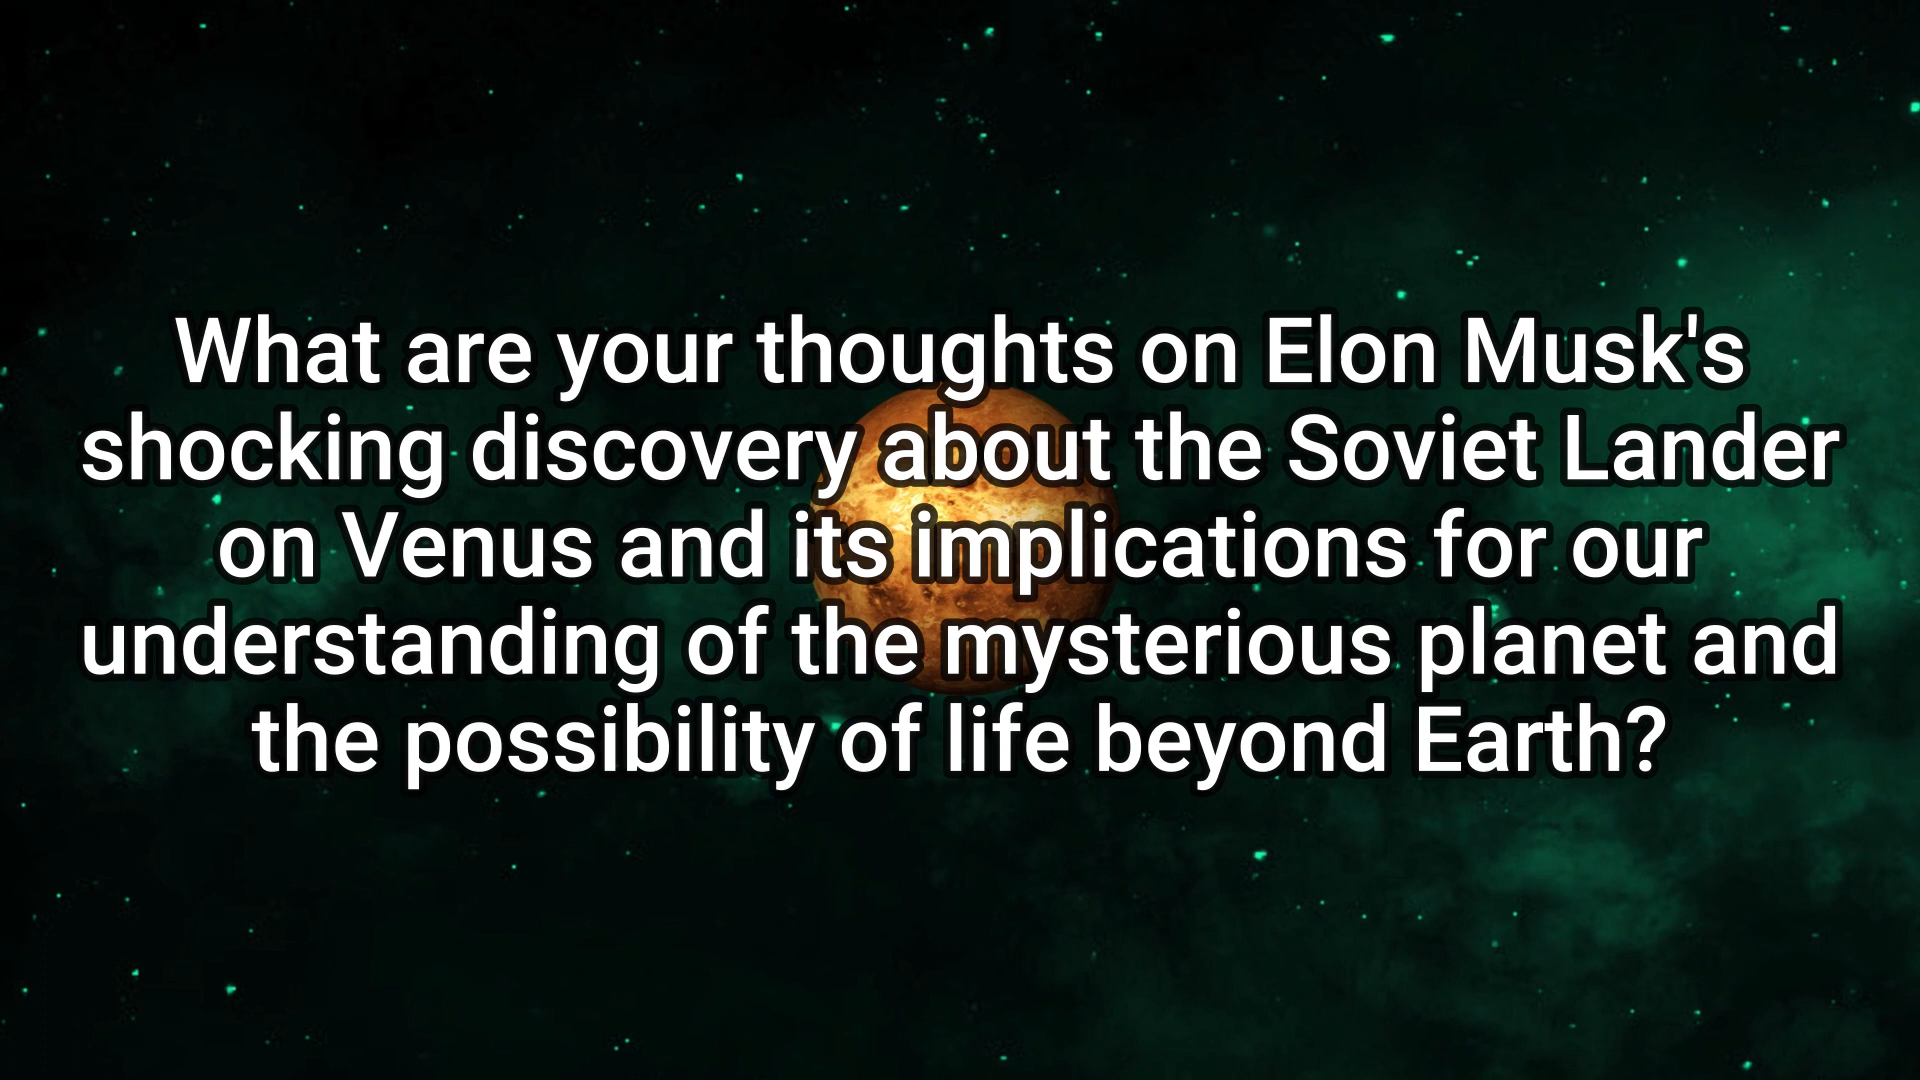 What are your thoughts on Elon Musk's
shocking discovery about the Soviet Lander
on Venus and its implications for our
understanding of the mysterious planet and
the possibility of life beyond Earth?